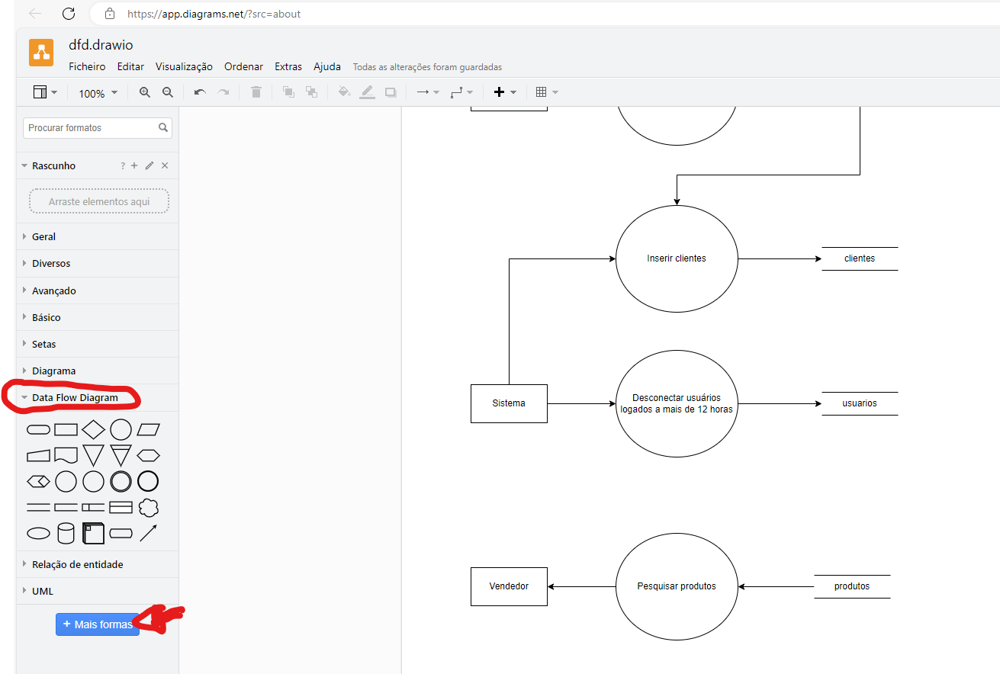 https://app.diagrams.net/?src=about
dfd.drawio
Ficheiro Editar Visualização Ordenar Extras Ajuda Todas as alterações foram guardadas
100%
Procurar formatos
Rascunho ? + ✕
Arraste elementos aqui
Geral
Diversos
Avançado
Básico
Setas
Diagrama
Data Flow Diagram
Relação de entidade
UML
+ Mais formas
Inserir clientes
clientes
Sistema
Desconectar usuários
logados a mais de 12 horas
usuarios
Vendedor
Pesquisar produtos
produtos